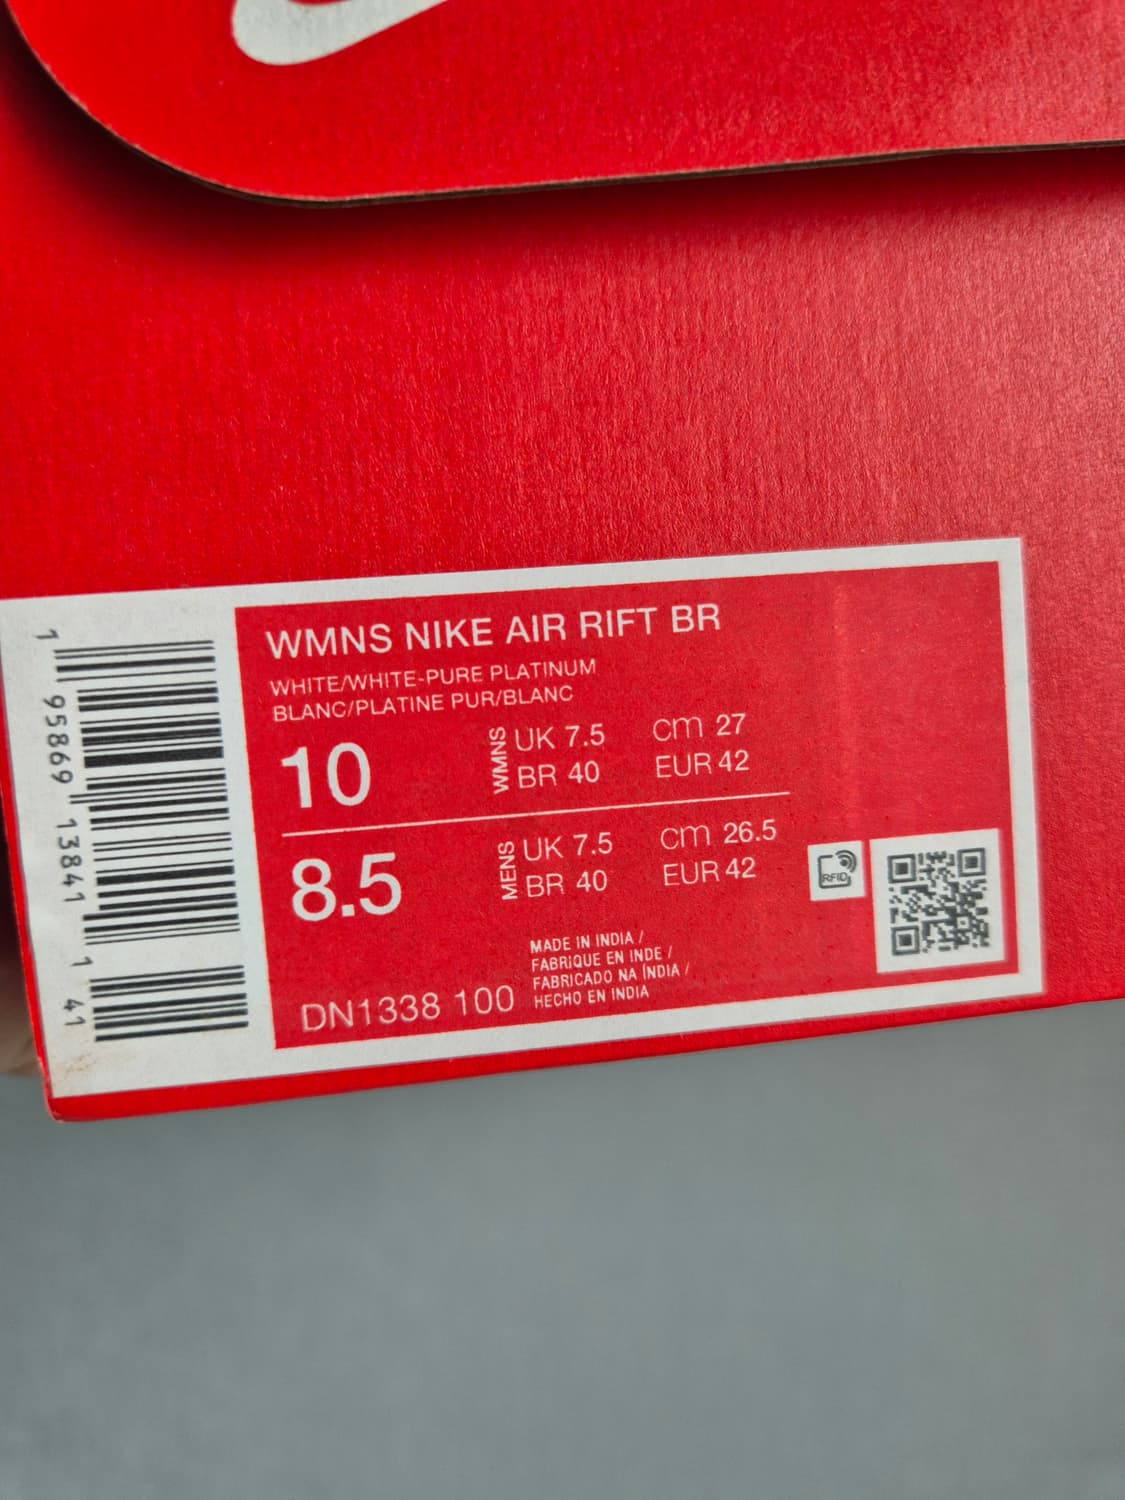 WMNS NIKE AIR RIFT BR
WHITE/WHITE-PURE PLATINUM
BLANC/PLATINE PUR/BLANC
10 WMNS UK 7.5 cm 27
BR 40 EUR 42
8.5 MENS UK 7.5 cm 26.5
BR 40 EUR 42
RFID
MADE IN INDIA /
FABRIQUE EN INDE /
FABRICADO NA ÍNDIA /
HECHO EN INDIA
DN1338 100
1 95869 13841 1 41